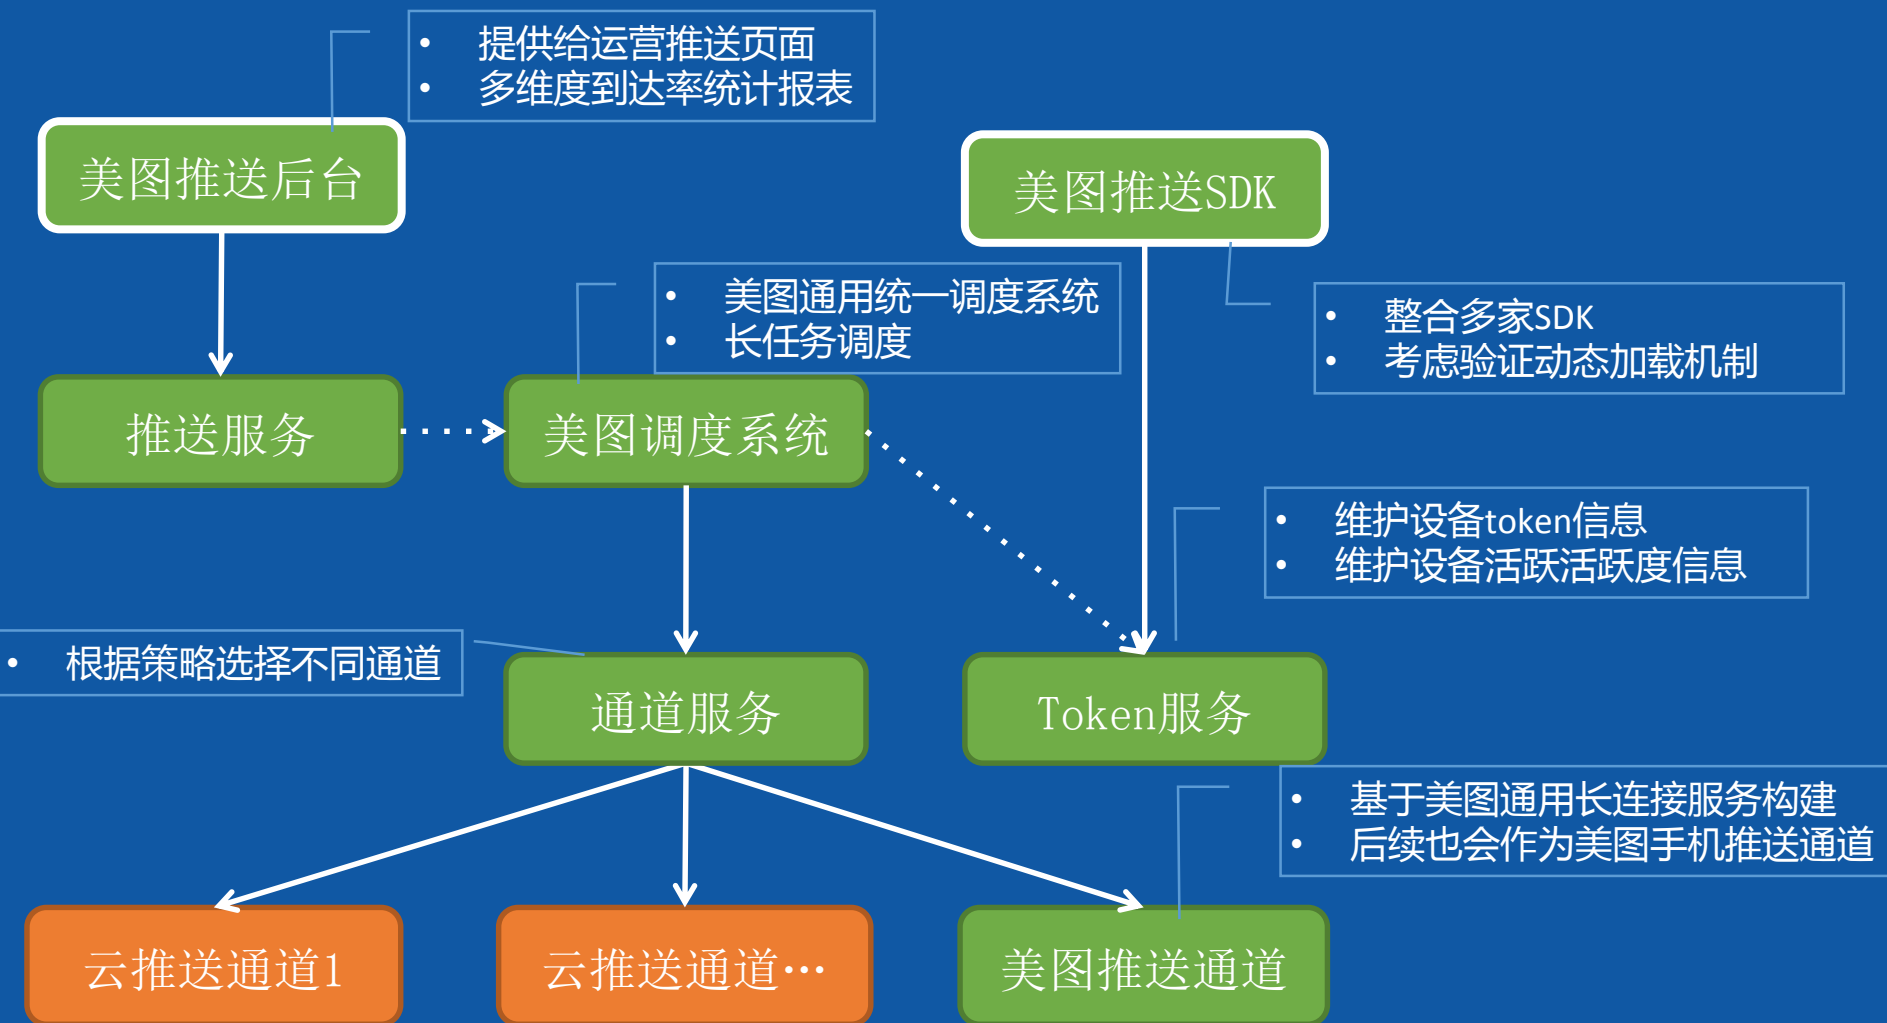 • 提供给运营推送页面
• 多维度到达率统计报表
美图推送后台
美图推送SDK
• 美图通用统一调度系统
• 长任务调度
• 整合多家SDK
• 考虑验证动态加载机制
推送服务
美图调度系统
• 维护设备token信息
• 维护设备活跃活跃度信息
• 根据策略选择不同通道
通道服务
Token服务
• 基于美图通用长连接服务构建
• 后续也会作为美图手机推送通道
云推送通道1
云推送通道…
美图推送通道